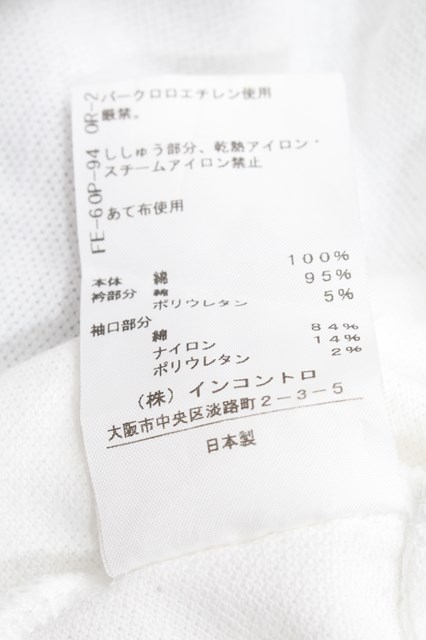 FE-60P-94 OR-2
パークロロエチレン使用
厳禁。
ししゅう部分、乾熱アイロン・
スチームアイロン禁止
あて布使用
本体 綿 100%
衿部分 綿 95%
ポリウレタン 5%
袖口部分
綿 84%
ナイロン 14%
ポリウレタン 2%
(株)インコントロ
大阪市中央区淡路町2-3-5
日本製